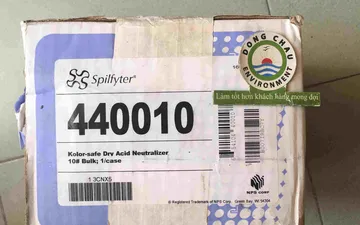 Spilfyter
DONG CHAU
ENVIRONMENT
Làm tốt hơn khách hàng mong đợi
440010
Kolor-safe Dry Acid Neutralizer
10# Bulk; 1/case
1 3CNX5
NPS CORP
® Registered Trademark of NPS Corp. Green Bay, WI 54304